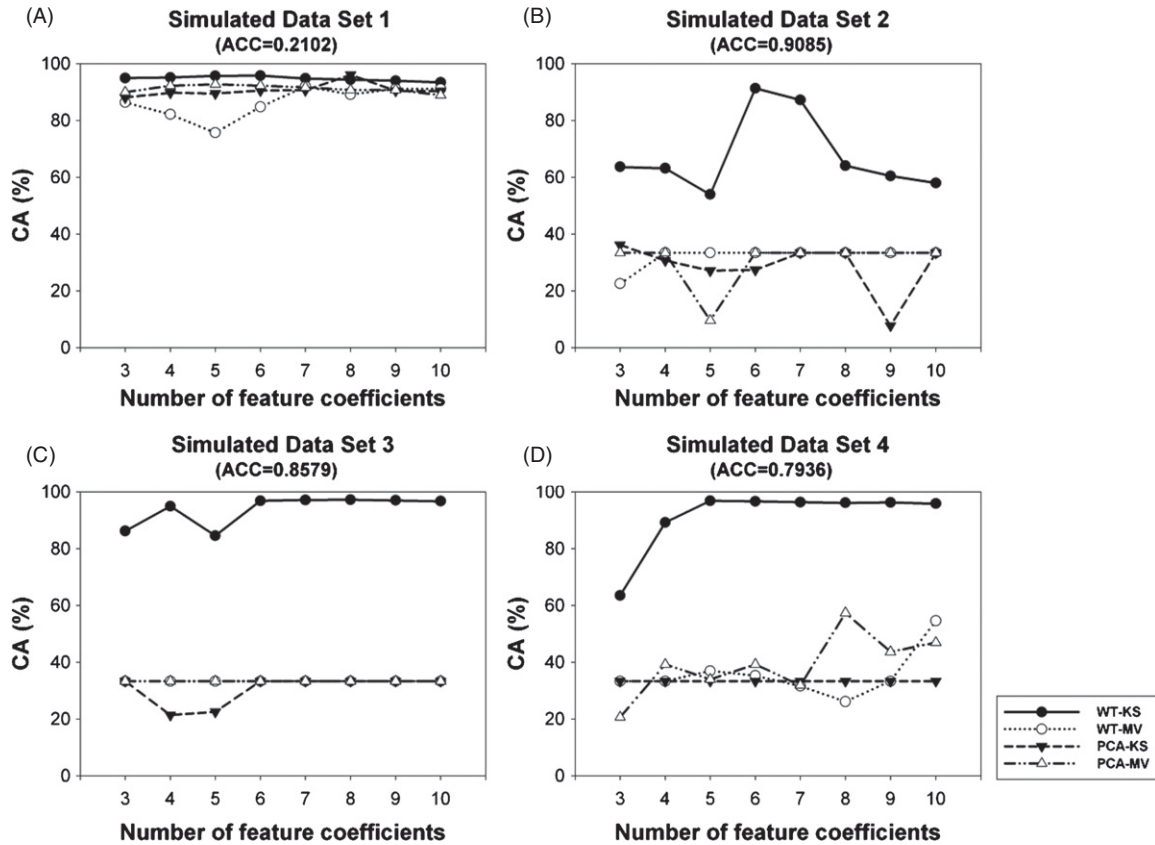 (A)
Simulated Data Set 1
(ACC=0.2102)
CA (%)
100
80
60
40
20
0
3 4 5 6 7 8 9 10
Number of feature coefficients
(B)
Simulated Data Set 2
(ACC=0.9085)
CA (%)
100
80
60
40
20
0
3 4 5 6 7 8 9 10
Number of feature coefficients
(C)
Simulated Data Set 3
(ACC=0.8579)
CA (%)
100
80
60
40
20
0
3 4 5 6 7 8 9 10
Number of feature coefficients
(D)
Simulated Data Set 4
(ACC=0.7936)
CA (%)
100
80
60
40
20
0
3 4 5 6 7 8 9 10
Number of feature coefficients
WT-KS
WT-MV
PCA-KS
PCA-MV